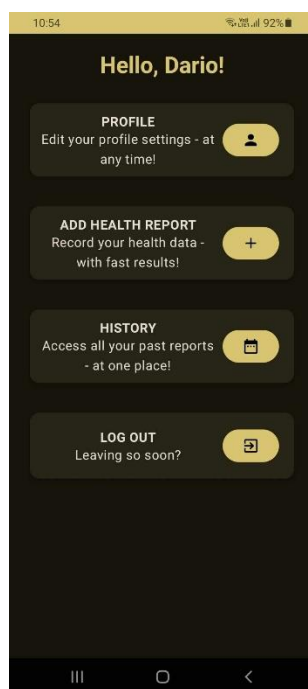 10:54
92%
Hello, Dario!
PROFILE
Edit your profile settings - at
any time!
ADD HEALTH REPORT
Record your health data -
with fast results!
HISTORY
Access all your past reports
- at one place!
LOG OUT
Leaving so soon?